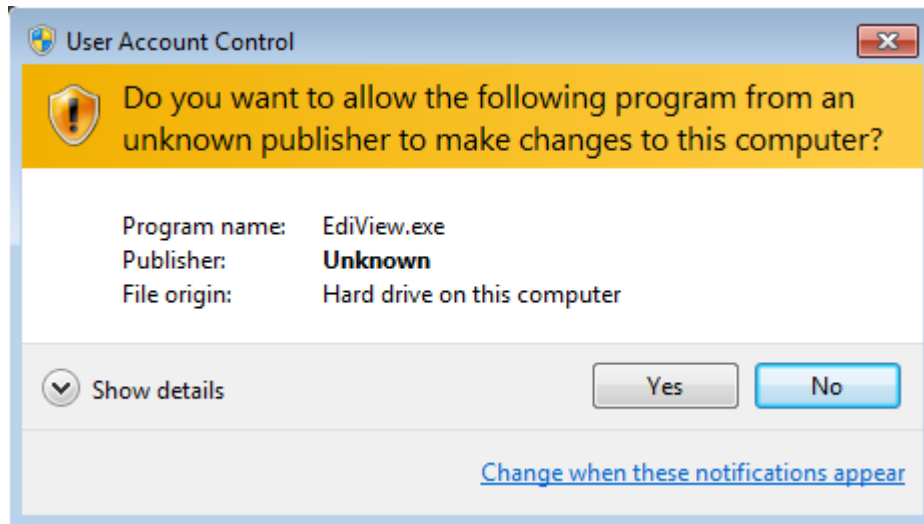 User Account Control
Do you want to allow the following program from an
unknown publisher to make changes to this computer?
Program name: EdiView.exe
Publisher: Unknown
File origin: Hard drive on this computer
Show details Yes No
Change when these notifications appear